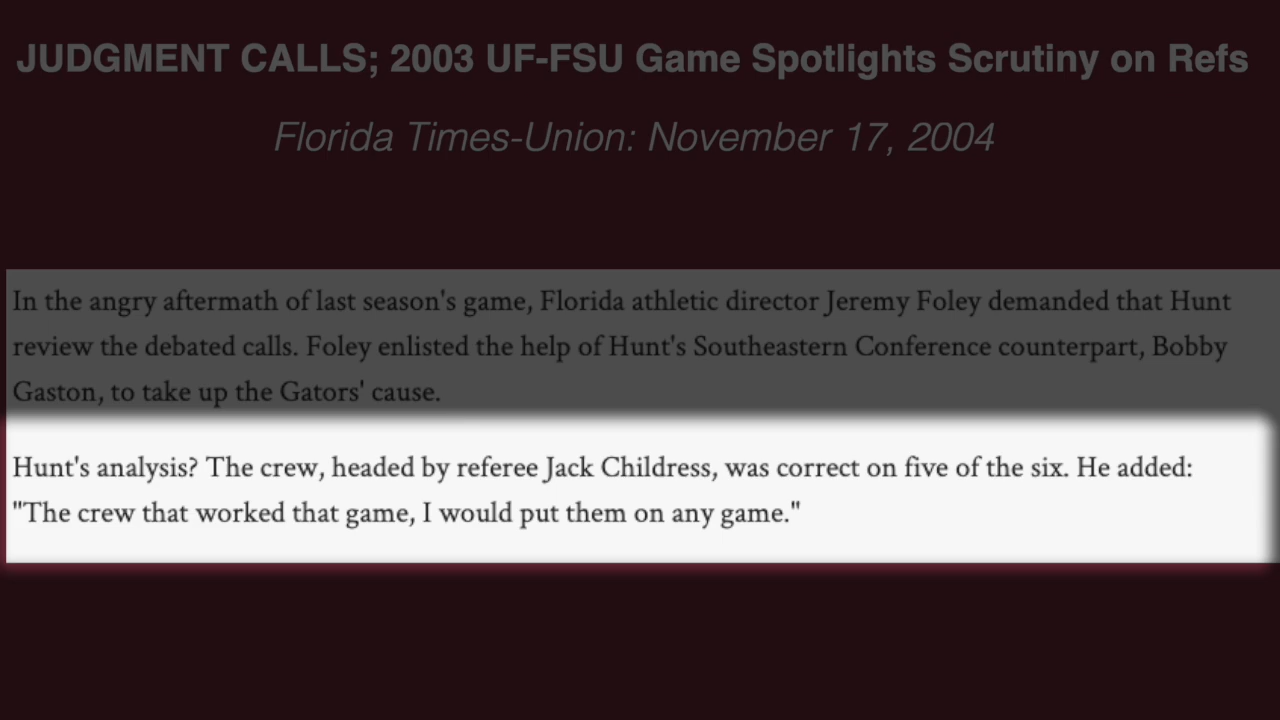 JUDGMENT CALLS; 2003 UF-FSU Game Spotlights Scrutiny on Refs
Florida Times-Union: November 17, 2004
In the angry aftermath of last season's game, Florida athletic director Jeremy Foley demanded that Hunt
review the debated calls. Foley enlisted the help of Hunt's Southeastern Conference counterpart, Bobby
Gaston, to take up the Gators' cause.
Hunt's analysis? The crew, headed by referee Jack Childress, was correct on five of the six. He added:
"The crew that worked that game, I would put them on any game."